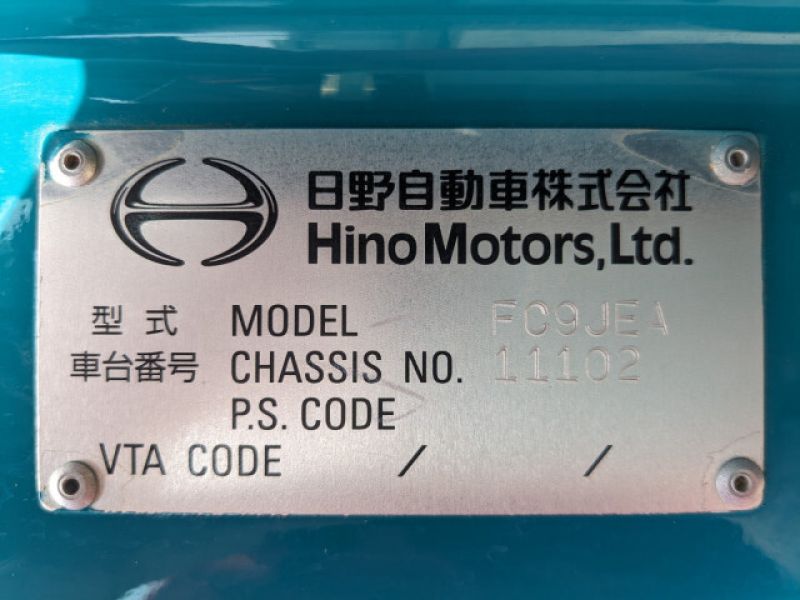 日野自動車株式会社
Hino Motors, Ltd.
型式 MODEL FC9JEA
車台番号 CHASSIS NO. 11102
P.S. CODE
VTA CODE / /